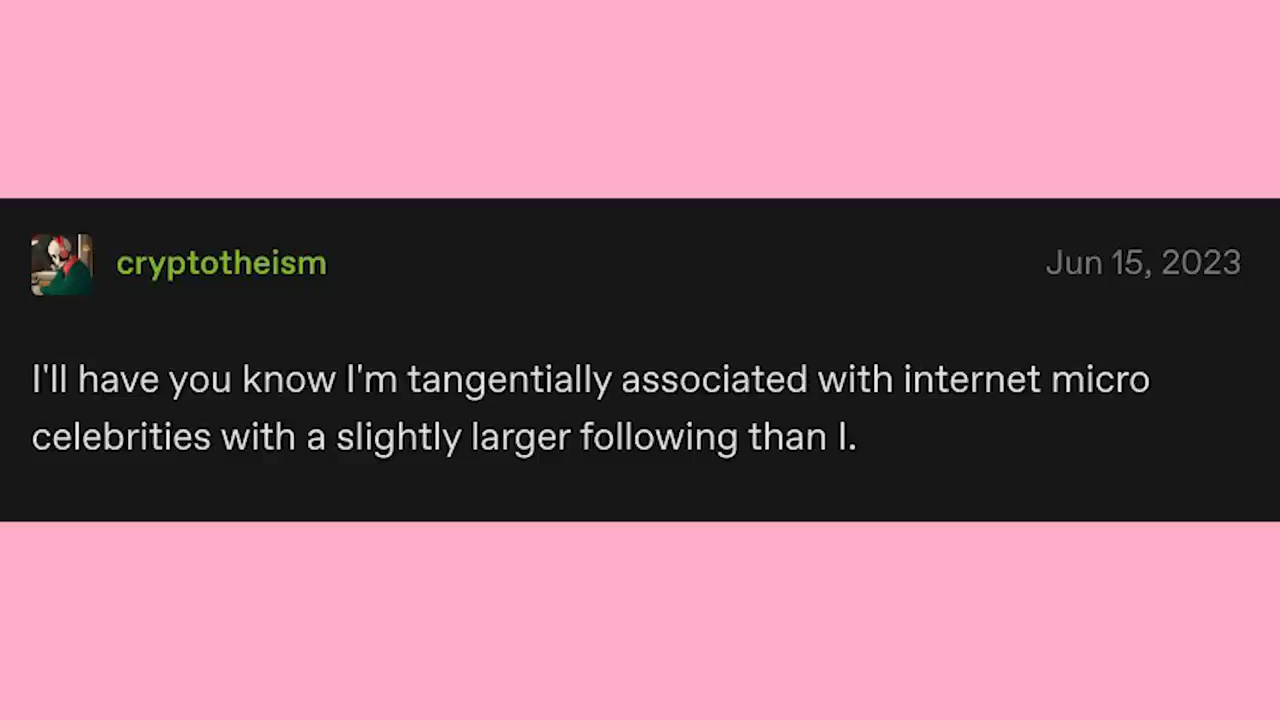 cryptotheism
Jun 15, 2023
I'll have you know I'm tangentially associated with internet micro
celebrities with a slightly larger following than I.